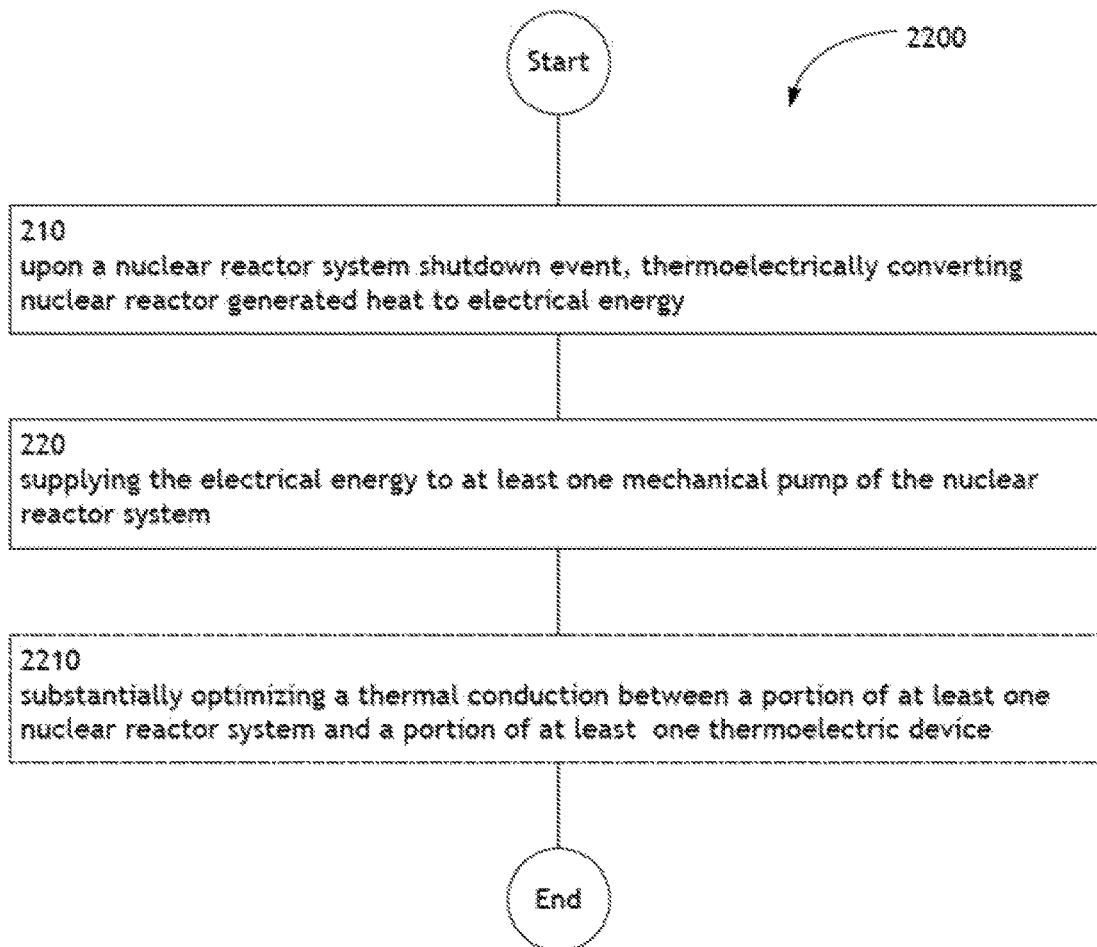 Start
2200
210
upon a nuclear reactor system shutdown event, thermoelectrically converting
nuclear reactor generated heat to electrical energy
220
supplying the electrical energy to at least one mechanical pump of the nuclear
reactor system
2210
substantially optimizing a thermal conduction between a portion of at least one
nuclear reactor system and a portion of at least one thermoelectric device
End